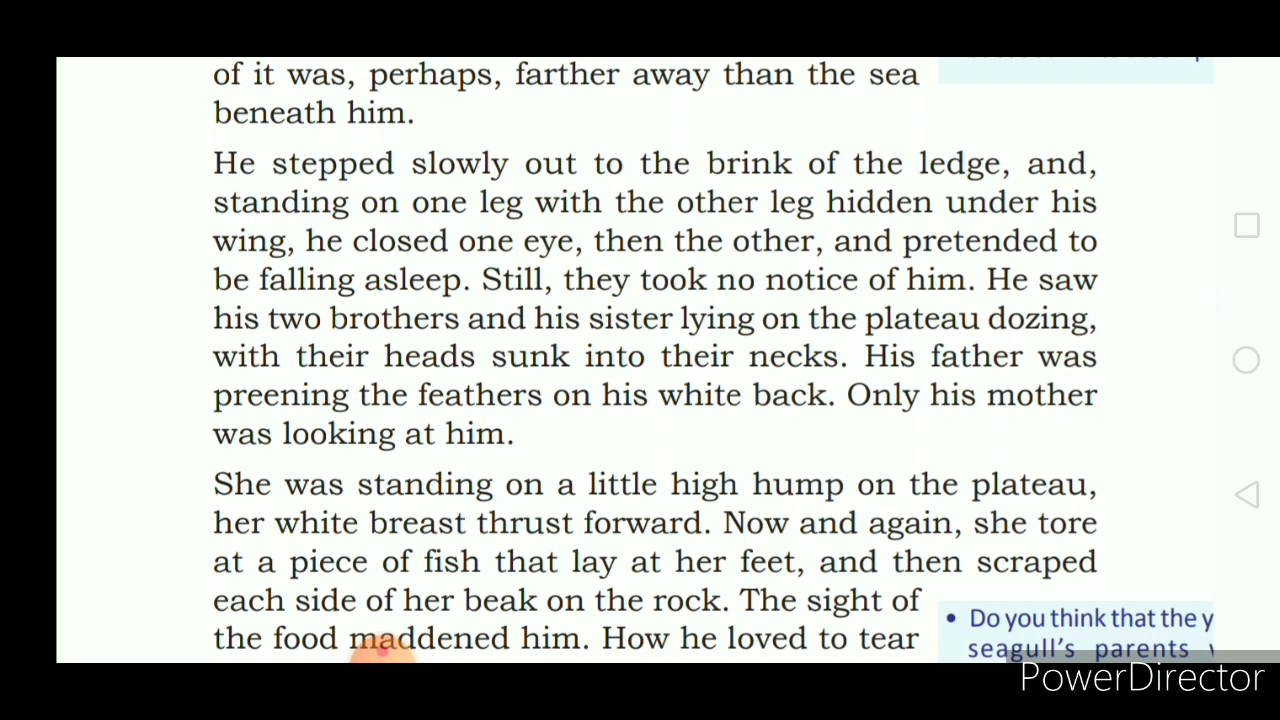 of it was, perhaps, farther away than the sea
beneath him.
He stepped slowly out to the brink of the ledge, and,
standing on one leg with the other leg hidden under his
wing, he closed one eye, then the other, and pretended to
be falling asleep. Still, they took no notice of him. He saw
his two brothers and his sister lying on the plateau dozing,
with their heads sunk into their necks. His father was
preening the feathers on his white back. Only his mother
was looking at him.
She was standing on a little high hump on the plateau,
her white breast thrust forward. Now and again, she tore
at a piece of fish that lay at her feet, and then scraped
each side of her beak on the rock. The sight of
the food maddened him. How he loved to tear
• Do you think that the y
seagull's parents
PowerDirector